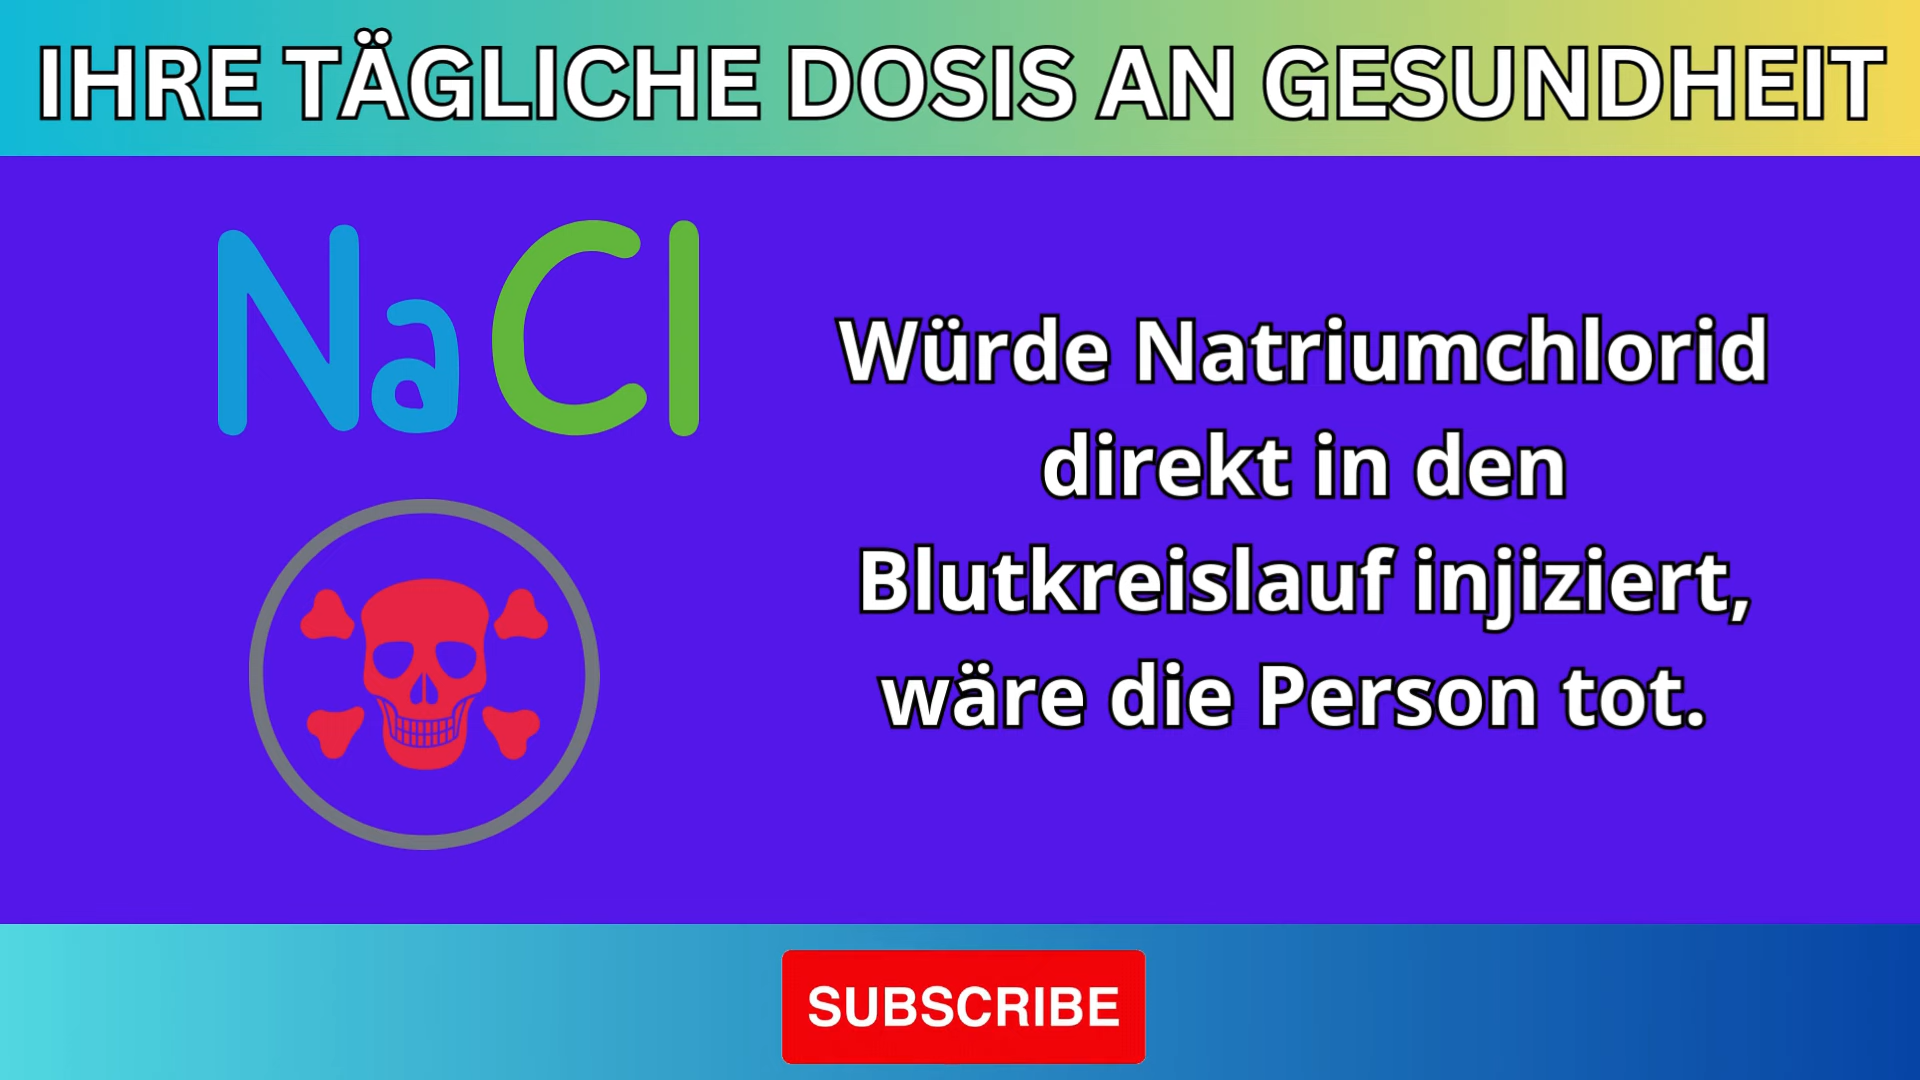 IHRE TÄGLICHE DOSIS AN GESUNDHEIT
NaCl
Würde Natriumchlorid
direkt in den
Blutkreislauf injiziert,
wäre die Person tot.
SUBSCRIBE